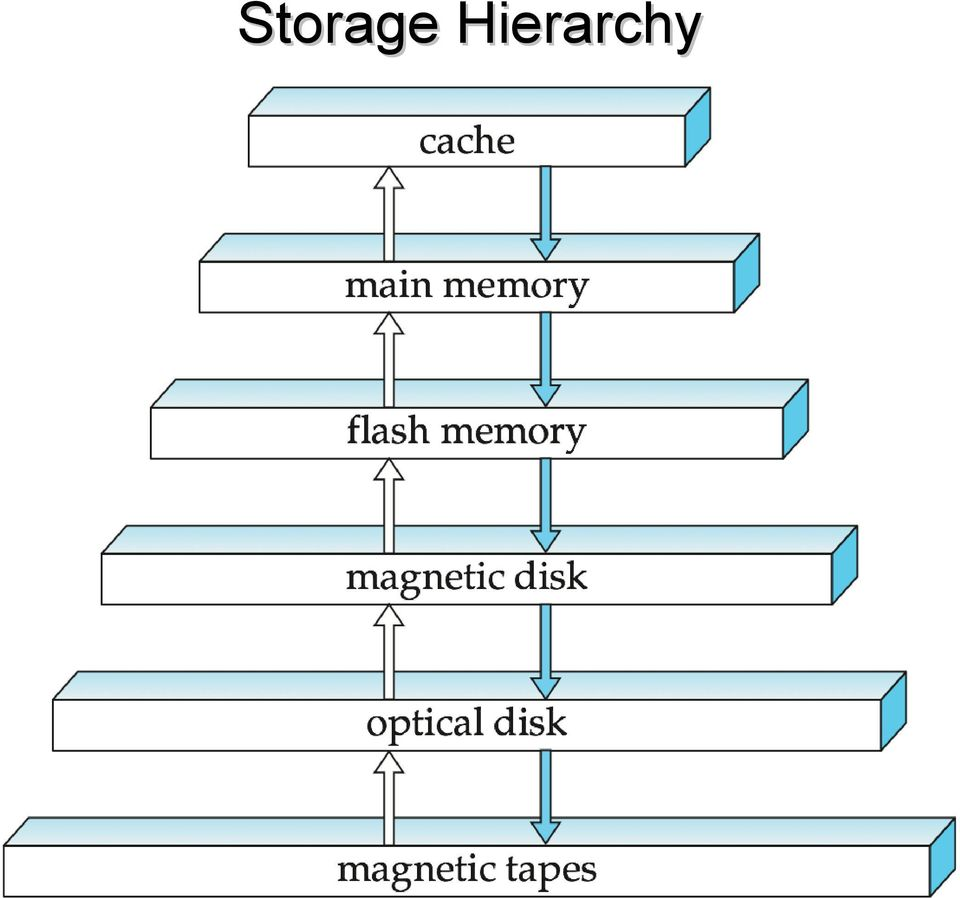 Storage Hierarchy
cache
main memory
flash memory
magnetic disk
optical disk
magnetic tapes